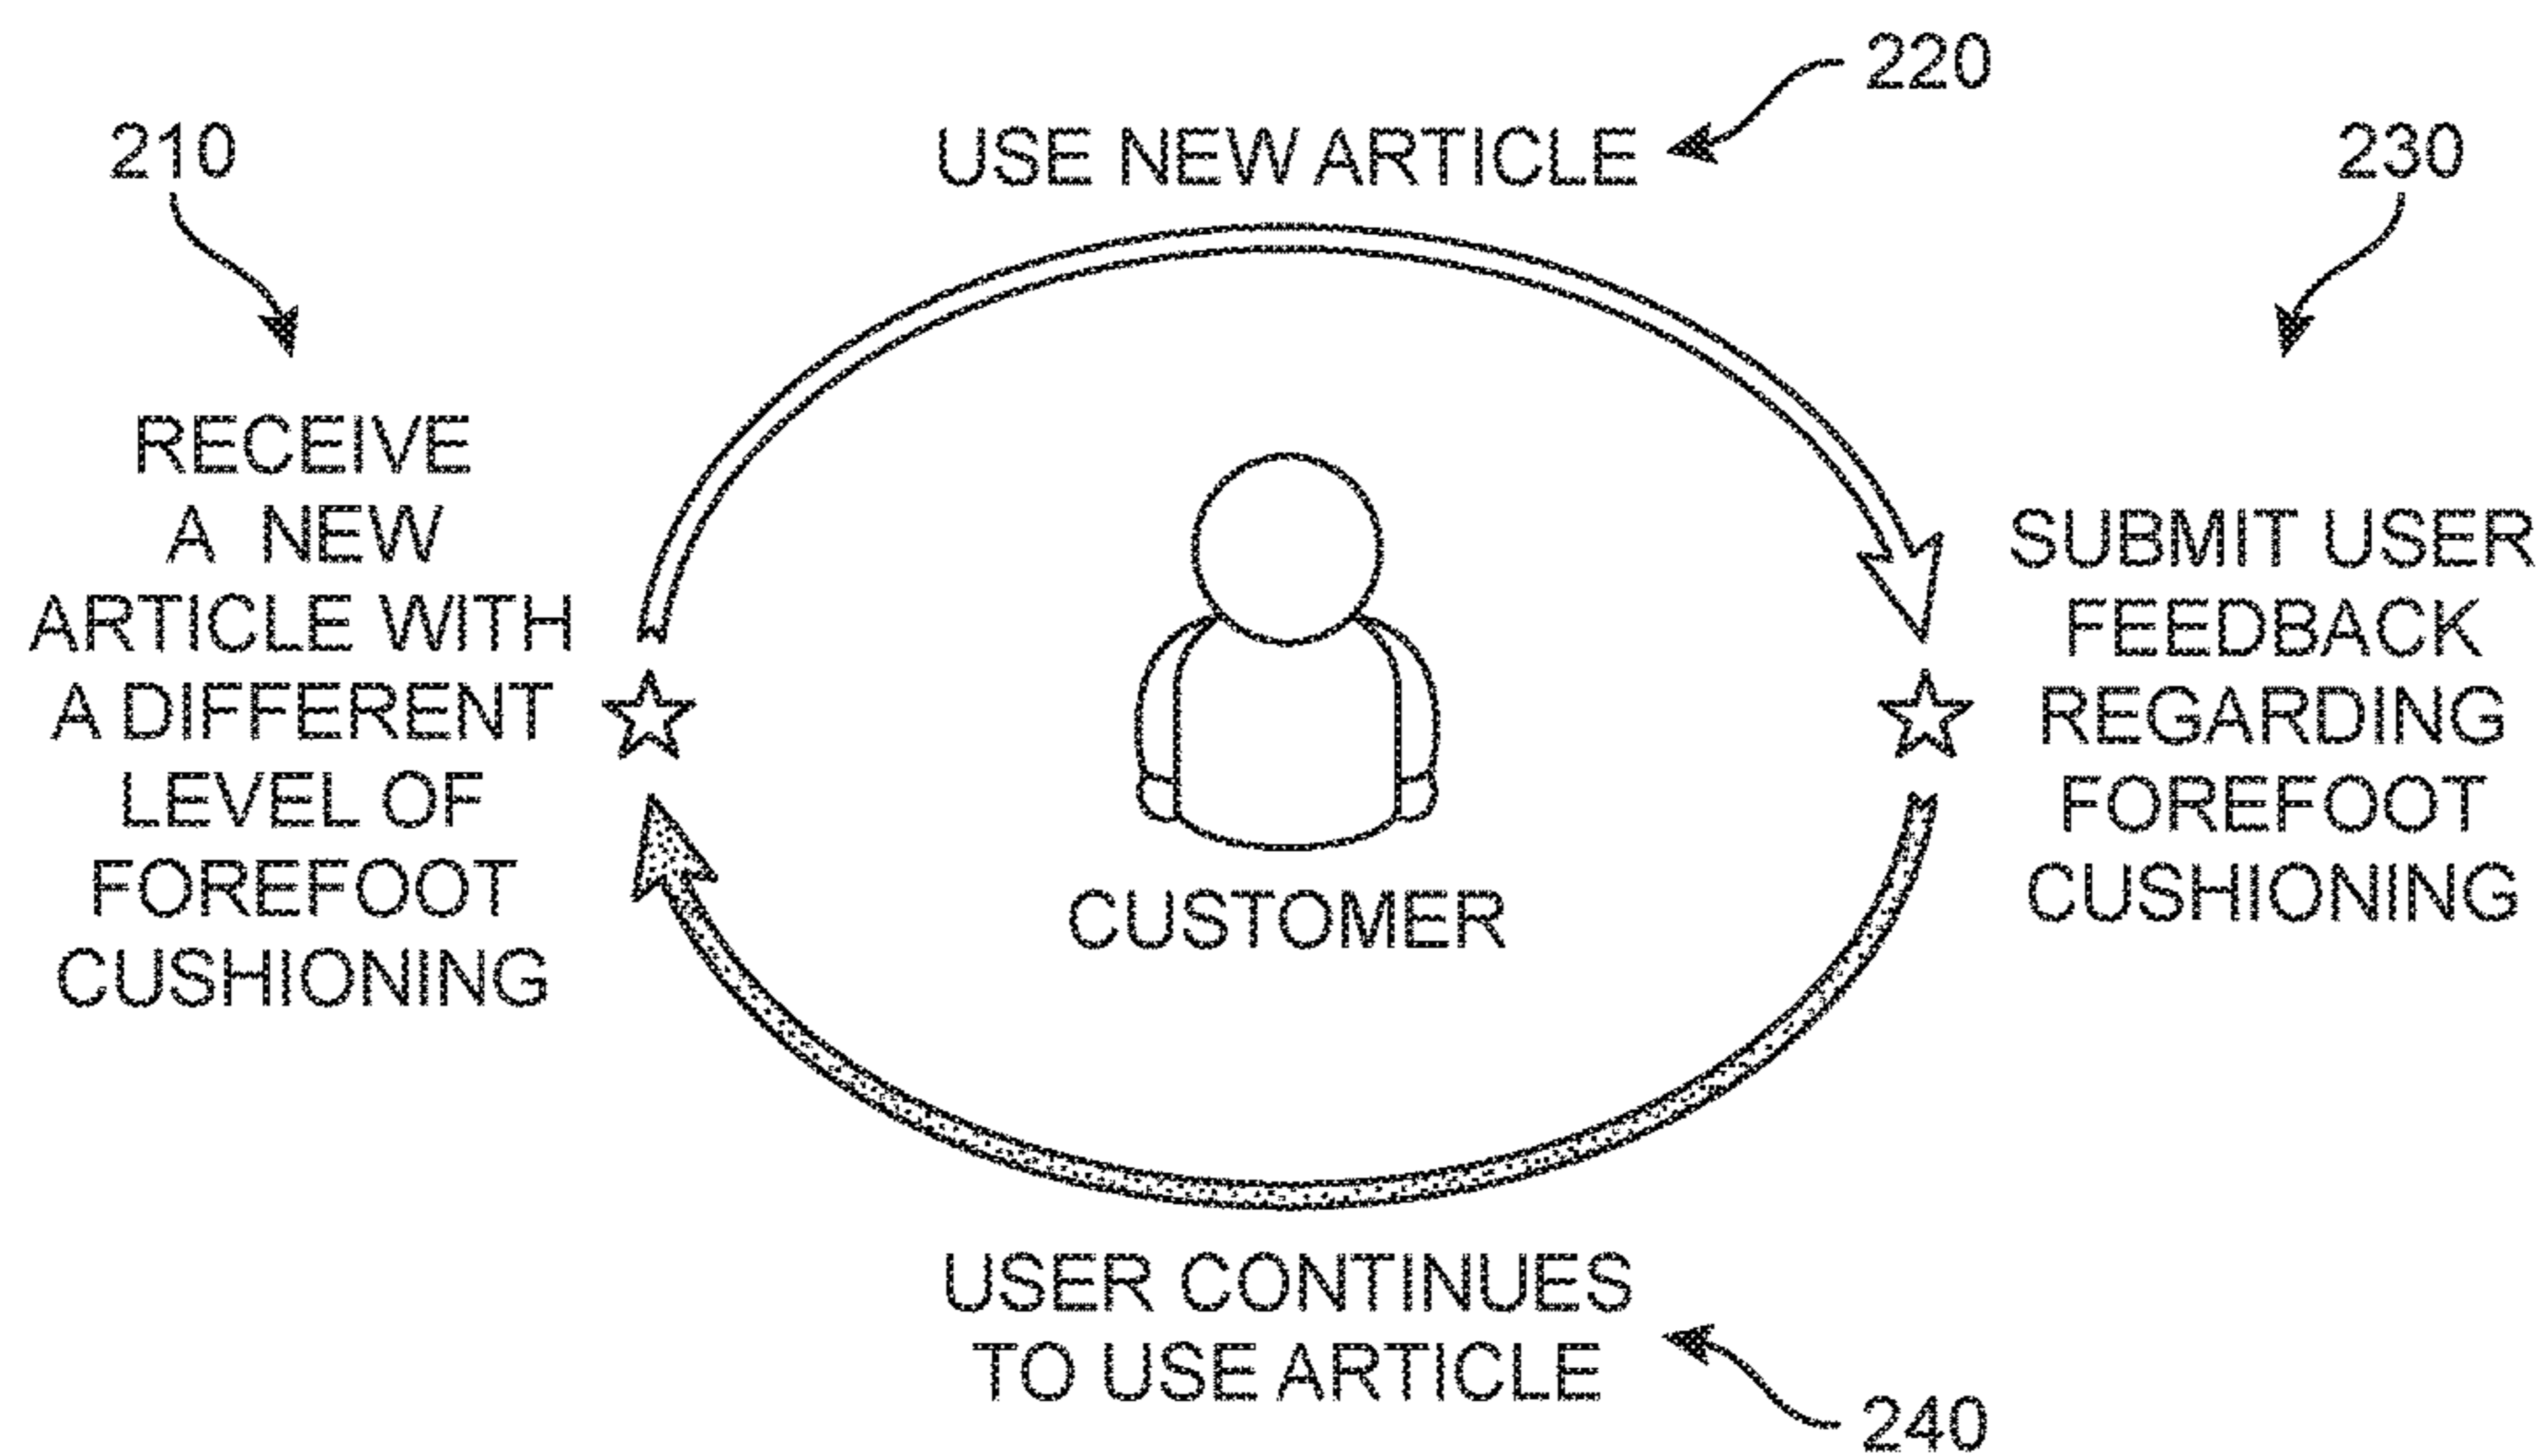 220
USE NEW ARTICLE
210
230
RECEIVE
A NEW
ARTICLE WITH
A DIFFERENT
LEVEL OF
FOREFOOT
CUSHIONING
SUBMIT USER
FEEDBACK
REGARDING
FOREFOOT
CUSHIONING
CUSTOMER
USER CONTINUES
TO USE ARTICLE
240